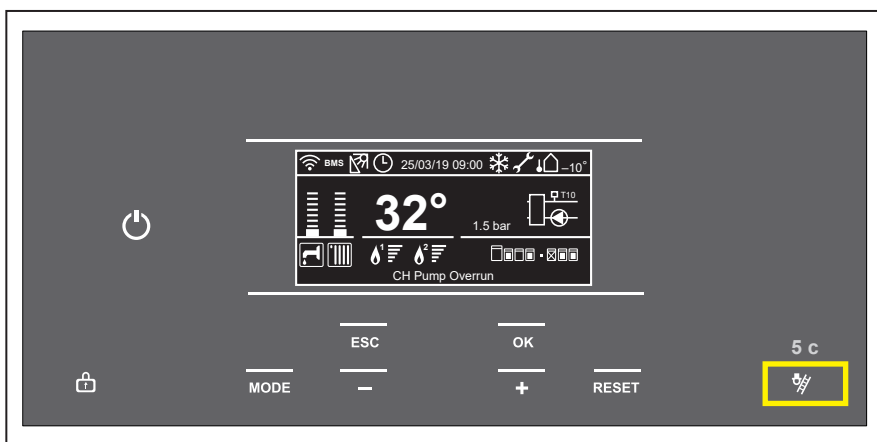 BMS 25/03/19 09:00 –10°
T10
32° 1.5 bar
1 2
CH Pump Overrun
ESC OK
5 c
MODE – + RESET